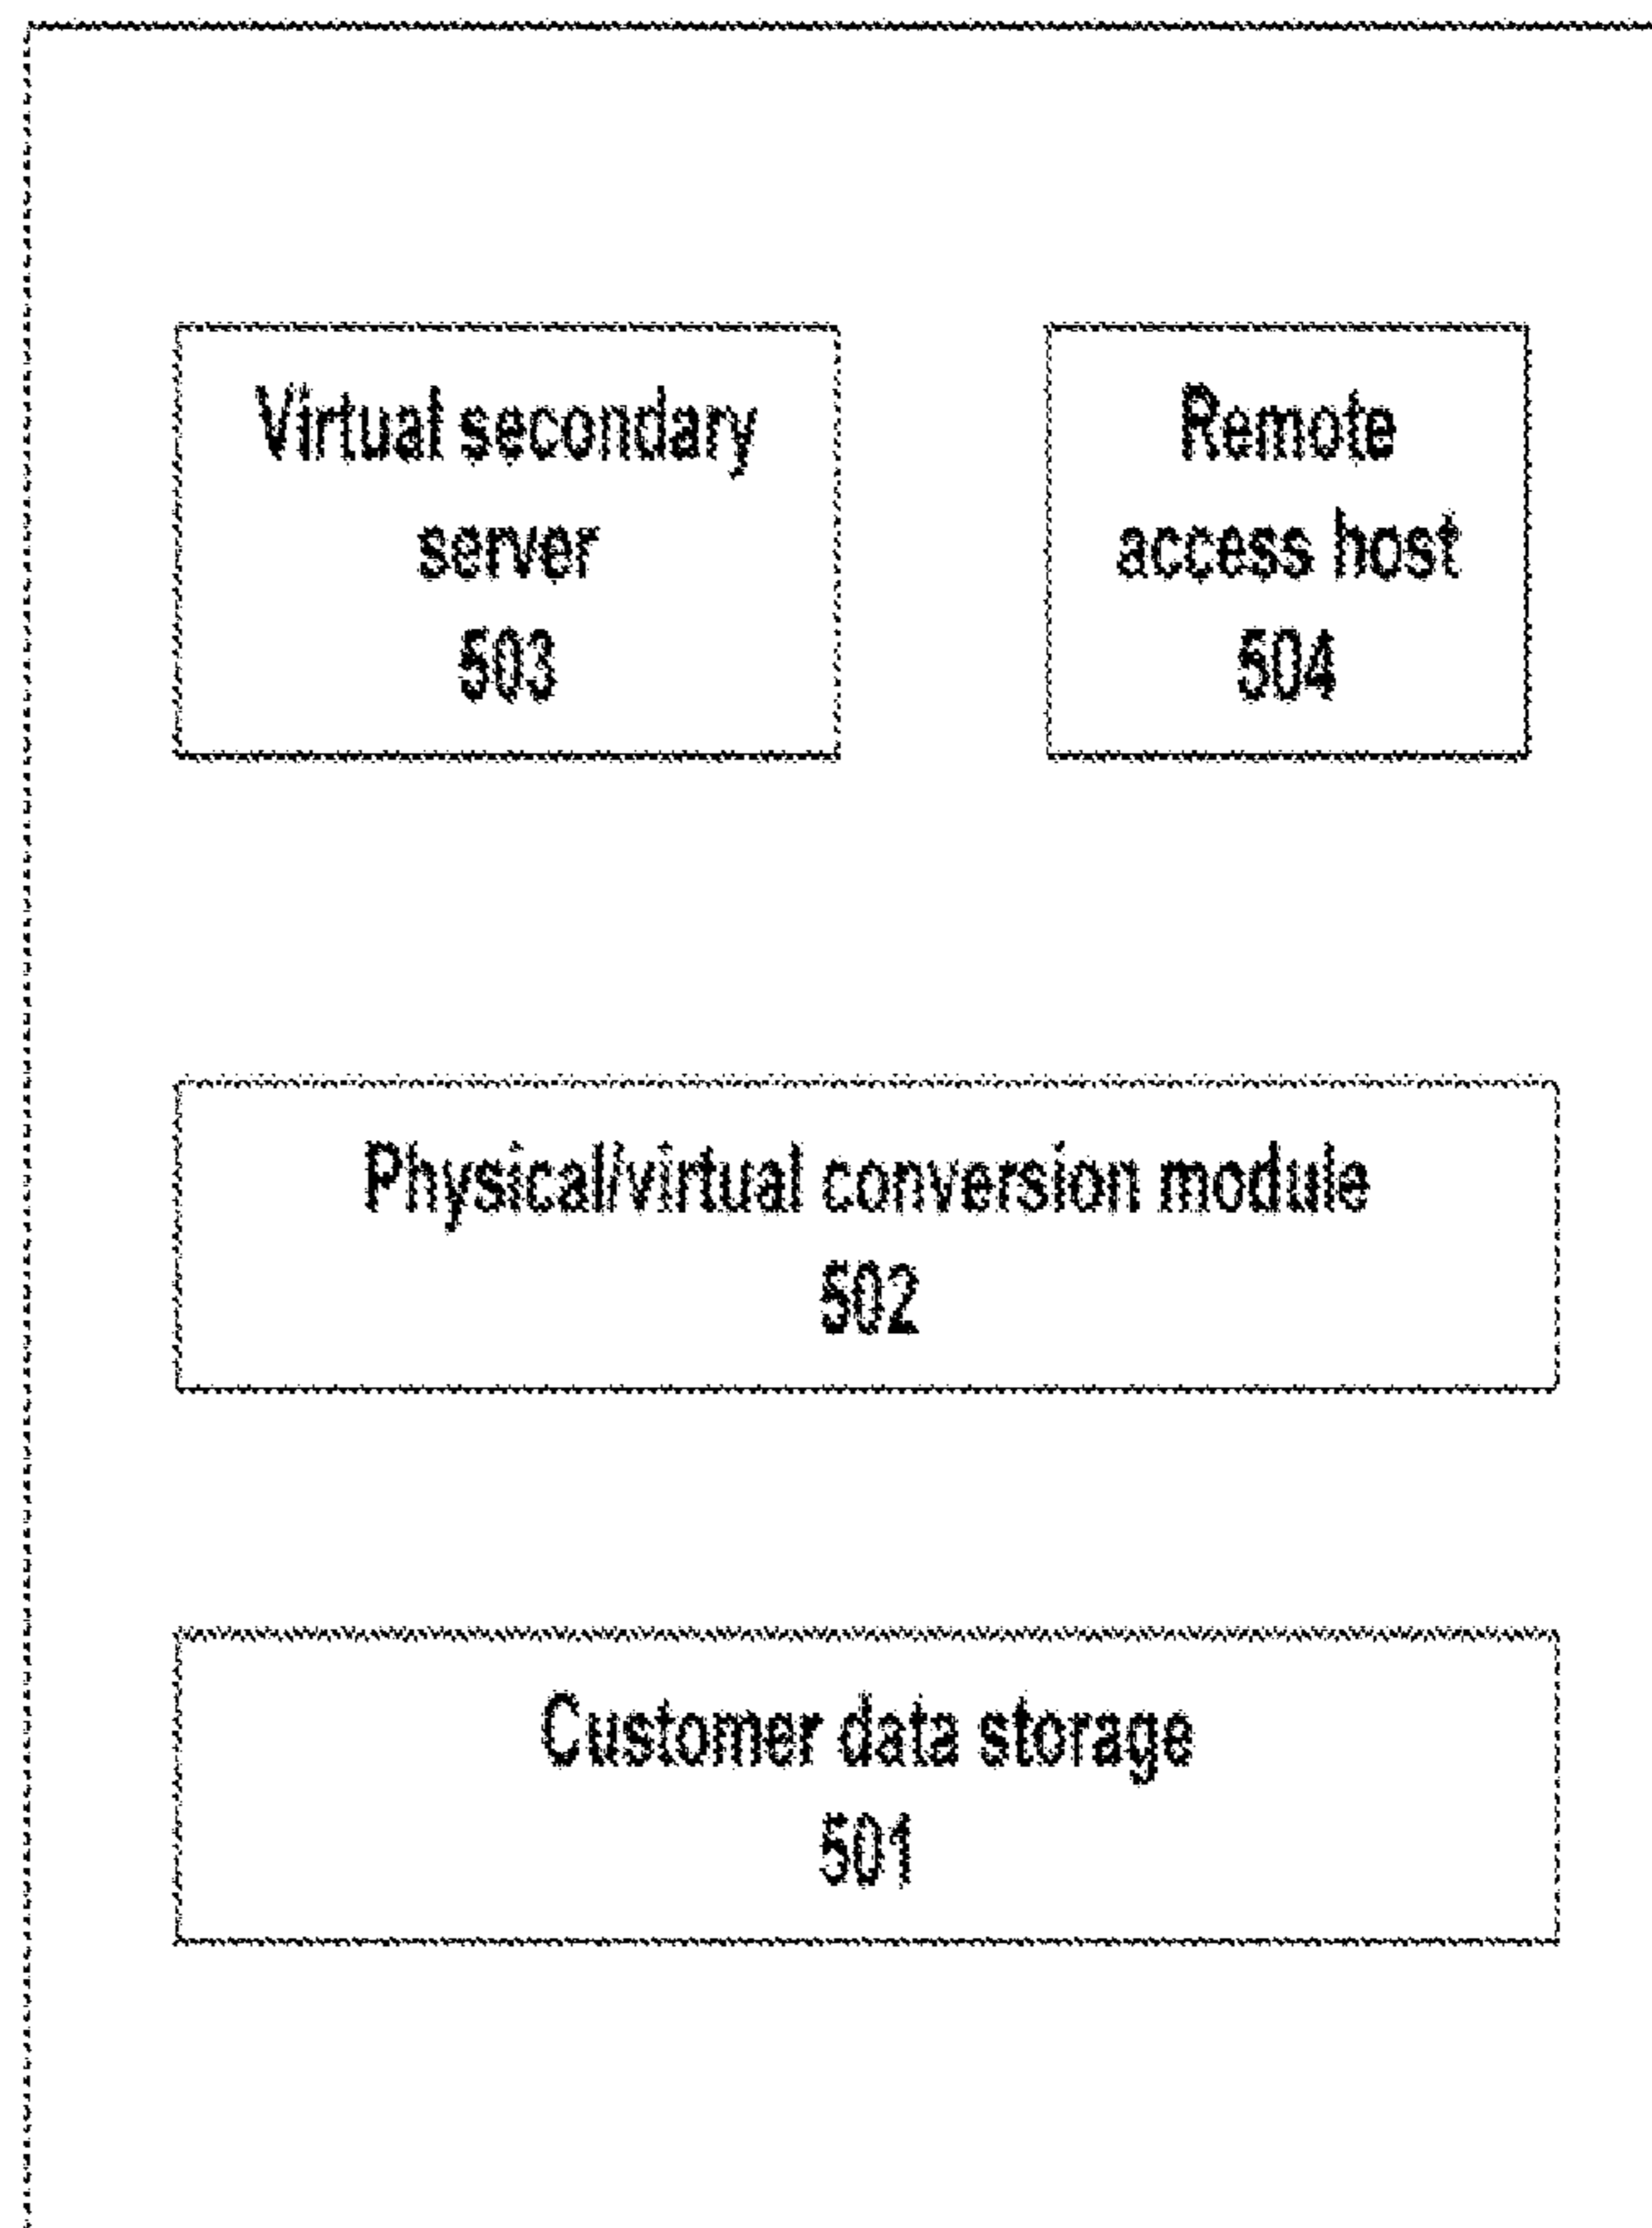 Virtual secondary
server
503
Remote
access host
504
Physical/virtual conversion module
502
Customer data storage
501